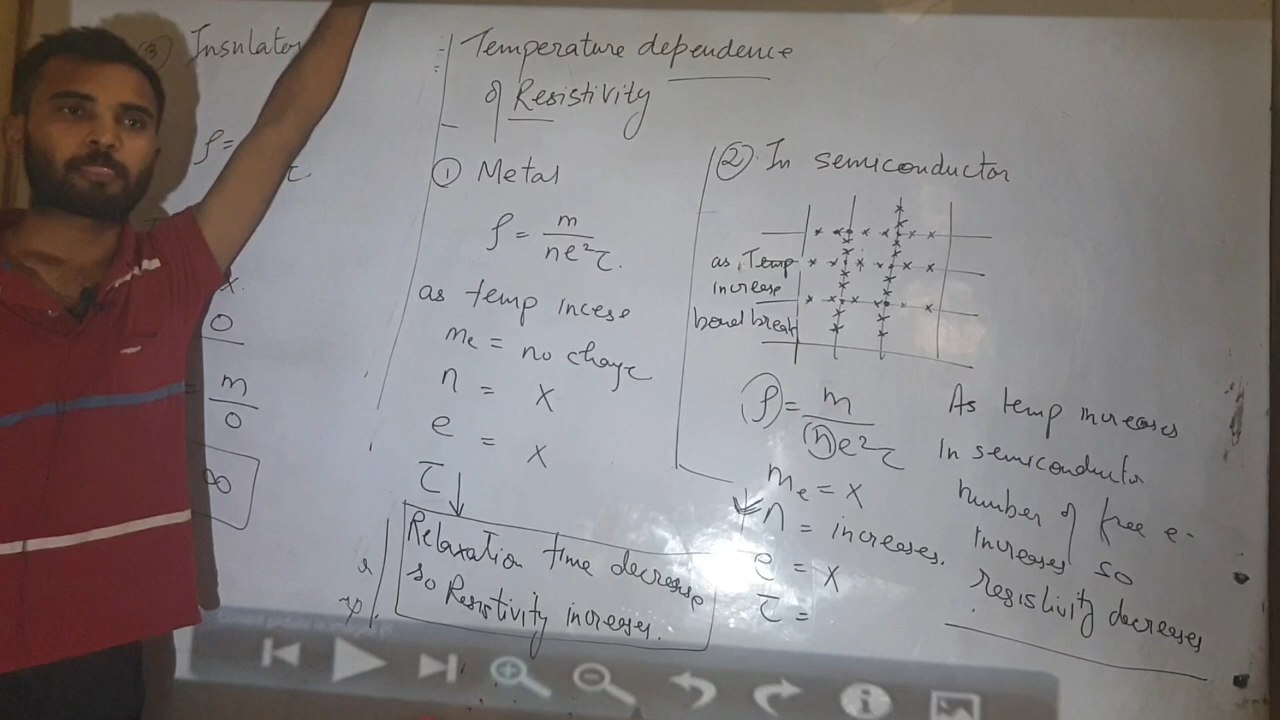 (3) Insulator
ρ =
τ
x
0
m
0
∞
Temperature dependence
of Resistivity
① Metal
ρ = m
ne²τ.
as temp incese
me = no change
n = x
e = x
τ ↓
Relaxation time decrease
so Resistivity increases.
② In semiconductor
as Temp
increase
bond break
ρ = m
ne²τ
me = x
n = increases.
e = x
τ =
As temp increases
In semiconductor
number of free e-
Increases so
resistivity decreases